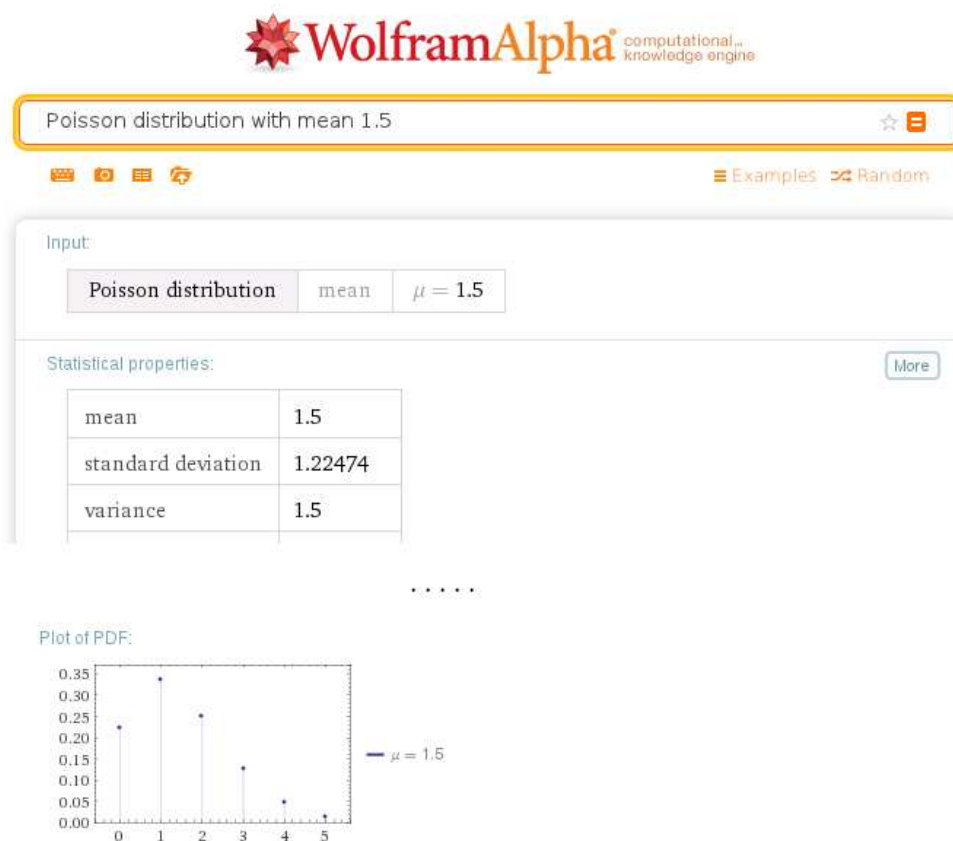 WolframAlpha computational... knowledge engine
Poisson distribution with mean 1.5
Examples Random
Input:
Poisson distribution mean μ = 1.5
Statistical properties: More
mean 1.5
standard deviation 1.22474
variance 1.5
. . . . .
Plot of PDF:
0.35
0.30
0.25
0.20
0.15
0.10
0.05
0.00
μ = 1.5
0 1 2 3 4 5